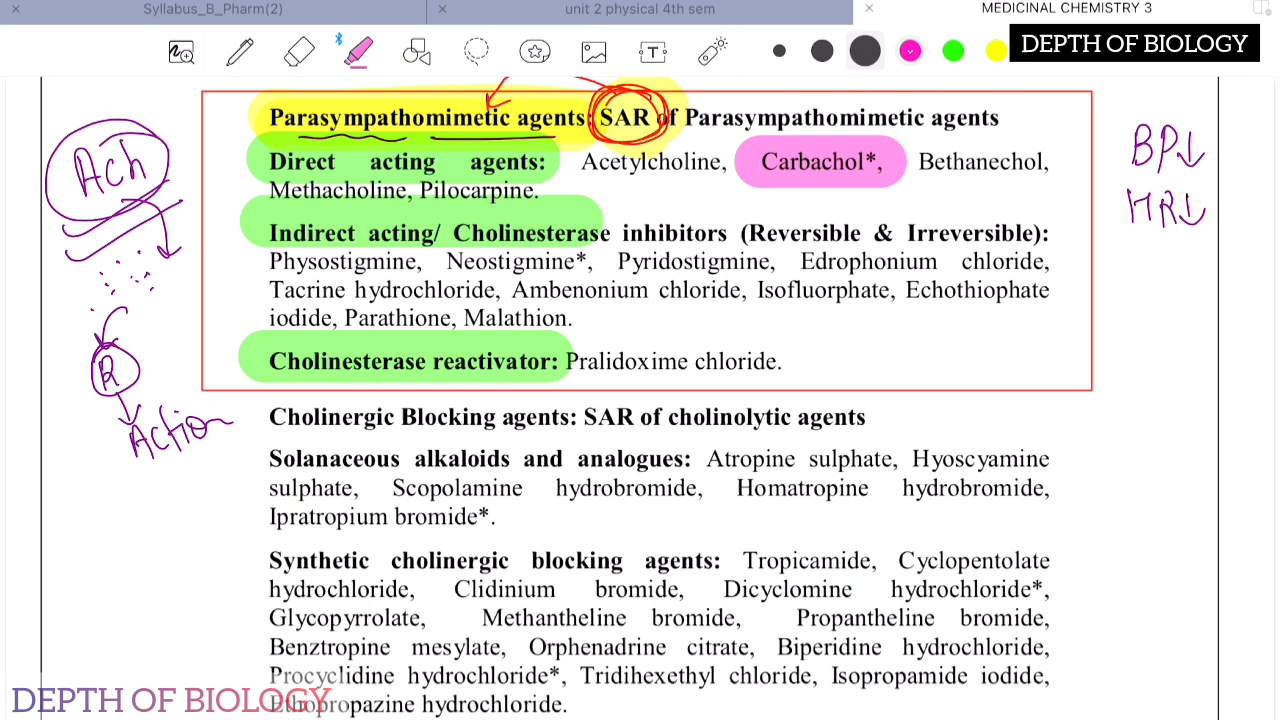 Syllabus_B_Pharm(2)
unit 2 physical 4th sem
MEDICINAL CHEMISTRY 3
DEPTH OF BIOLOGY
Parasympathomimetic agents: SAR of Parasympathomimetic agents
Direct acting agents: Acetylcholine, Carbachol*, Bethanechol,
Methacholine, Pilocarpine.
Indirect acting/ Cholinesterase inhibitors (Reversible & Irreversible):
Physostigmine, Neostigmine*, Pyridostigmine, Edrophonium chloride,
Tacrine hydrochloride, Ambenonium chloride, Isofluorphate, Echothiophate
iodide, Parathione, Malathion.
Cholinesterase reactivator: Pralidoxime chloride.
Cholinergic Blocking agents: SAR of cholinolytic agents
Solanaceous alkaloids and analogues: Atropine sulphate, Hyoscyamine
sulphate, Scopolamine hydrobromide, Homatropine hydrobromide,
Ipratropium bromide*.
Synthetic cholinergic blocking agents: Tropicamide, Cyclopentolate
hydrochloride, Clidinium bromide, Dicyclomine hydrochloride*,
Glycopyrrolate, Methantheline bromide, Propantheline bromide,
Benztropine mesylate, Orphenadrine citrate, Biperidine hydrochloride,
Procyclidine hydrochloride*, Tridihexethyl chloride, Isopropamide iodide,
Ethopropazine hydrochloride.
ACh
R
Action
BP↓
HR↓
DEPTH OF BIOLOGY